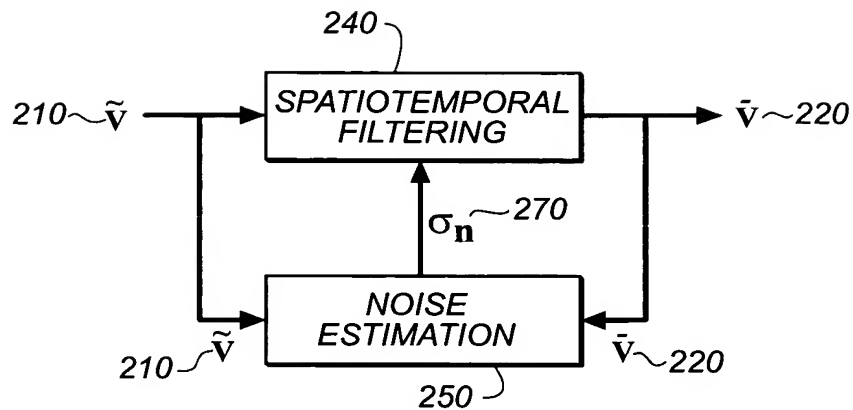 240
210 ṽ
SPATIOTEMPORAL
FILTERING
v̄ 220
σn 270
NOISE
ESTIMATION
210 ṽ
v̄ 220
250